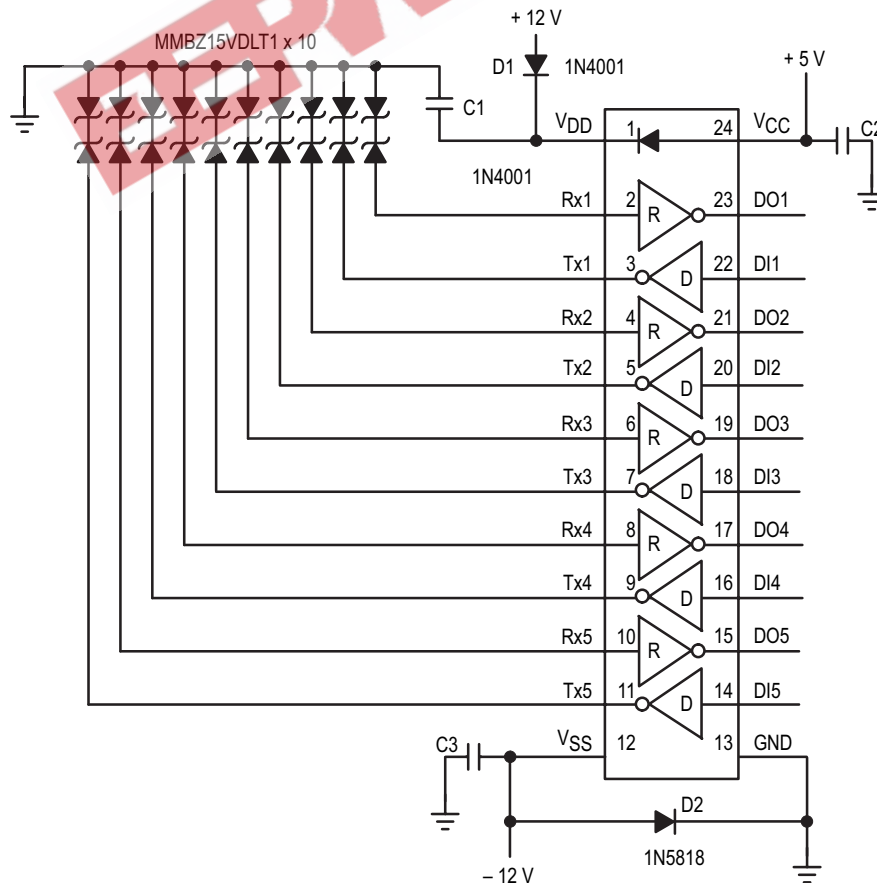 + 12 V
MMBZ15VDLT1 x 10
D1
1N4001
+ 5 V
C1
VDD
1
24
VCC
C2
1N4001
Rx1
2
R
23
DO1
Tx1
3
D
22
DI1
Rx2
4
R
21
DO2
Tx2
5
D
20
DI2
Rx3
6
R
19
DO3
Tx3
7
D
18
DI3
Rx4
8
R
17
DO4
Tx4
9
D
16
DI4
Rx5
10
R
15
DO5
Tx5
11
D
14
DI5
C3
VSS
12
13
GND
D2
1N5818
– 12 V